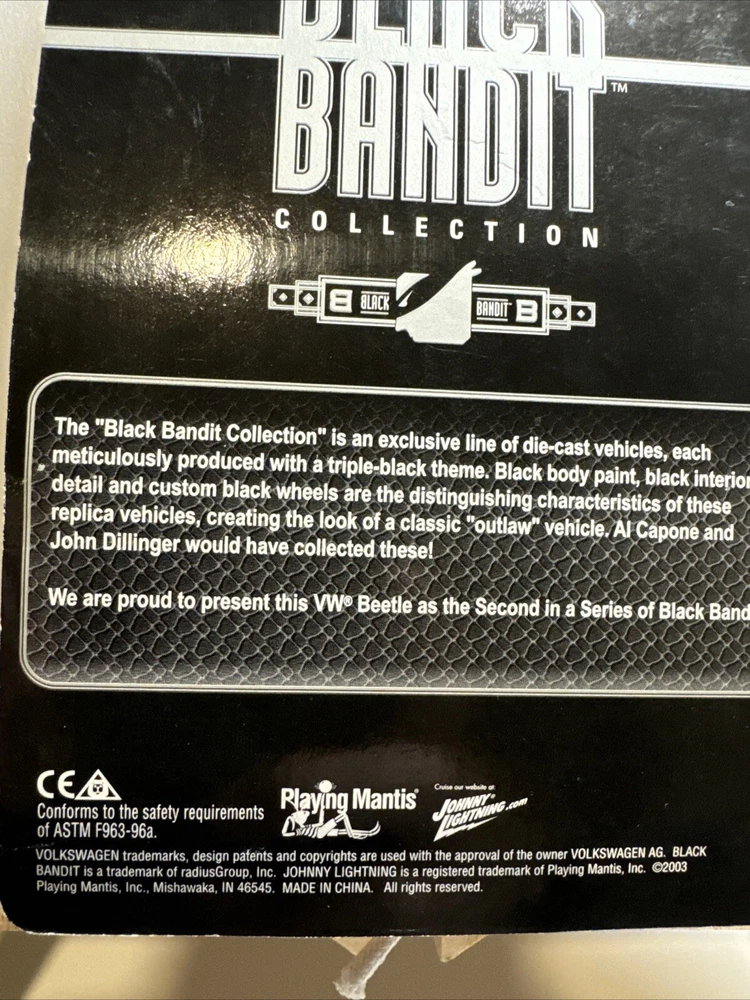 BLACK
BANDIT™
COLLECTION
B BLACK BANDIT™ B
The "Black Bandit Collection" is an exclusive line of die-cast vehicles, each
meticulously produced with a triple-black theme. Black body paint, black interior
detail and custom black wheels are the distinguishing characteristics of these
replica vehicles, creating the look of a classic "outlaw" vehicle. Al Capone and
John Dillinger would have collected these!
We are proud to present this VW® Beetle as the Second in a Series of Black Band
CE
Conforms to the safety requirements
of ASTM F963-96a.
Playing Mantis®
Cruise our website at:
JOHNNY
LIGHTNING.com
VOLKSWAGEN trademarks, design patents and copyrights are used with the approval of the owner VOLKSWAGEN AG. BLACK
BANDIT is a trademark of radiusGroup, Inc. JOHNNY LIGHTNING is a registered trademark of Playing Mantis, Inc. ©2003
Playing Mantis, Inc., Mishawaka, IN 46545. MADE IN CHINA. All rights reserved.